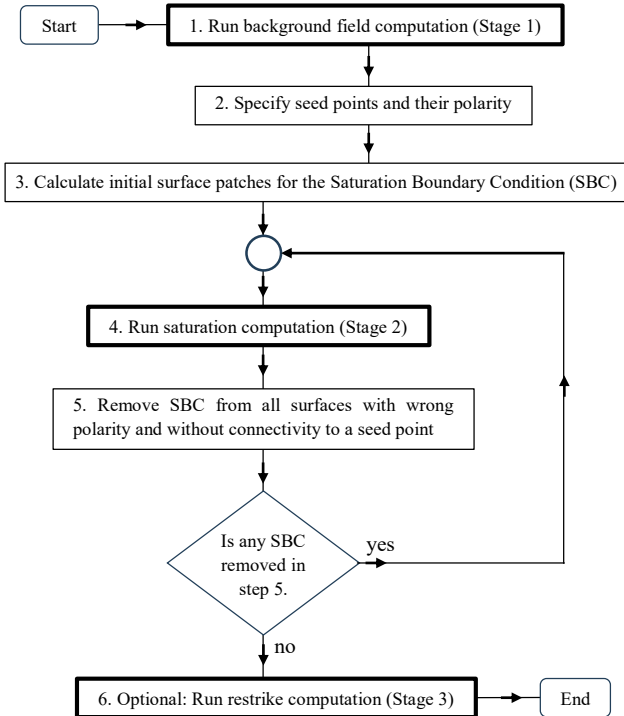 Start
1. Run background field computation (Stage 1)
2. Specify seed points and their polarity
3. Calculate initial surface patches for the Saturation Boundary Condition (SBC)
4. Run saturation computation (Stage 2)
5. Remove SBC from all surfaces with wrong
polarity and without connectivity to a seed point
Is any SBC
removed in
step 5.
yes
no
6. Optional: Run restrike computation (Stage 3)
End